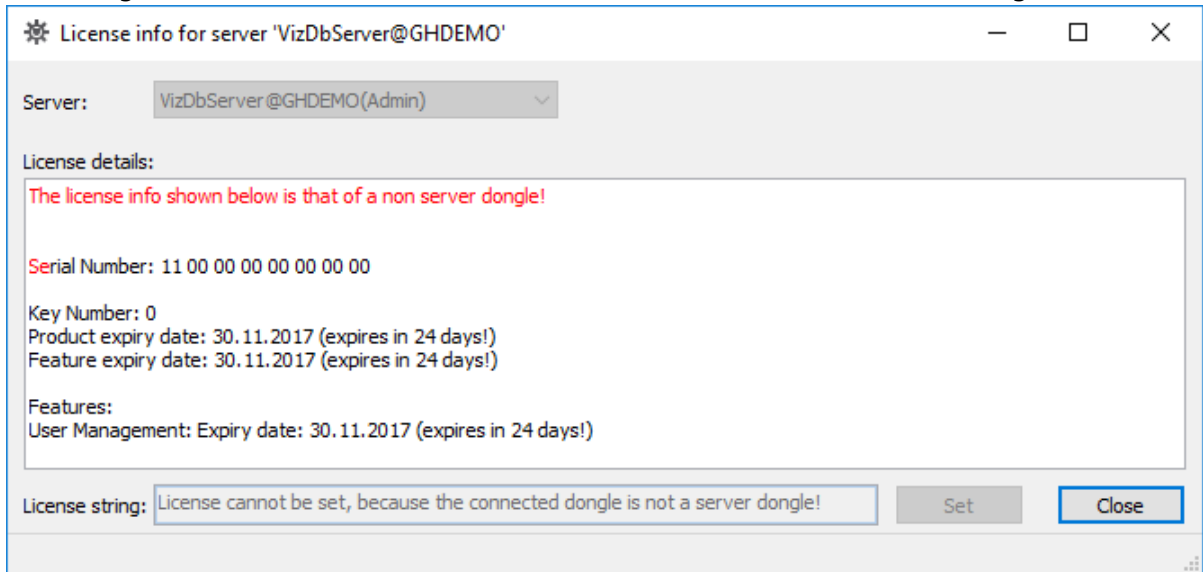 License info for server 'VizDbServer@GHDEMO'
Server: VizDbServer@GHDEMO(Admin)
License details:
The license info shown below is that of a non server dongle!
Serial Number: 11 00 00 00 00 00 00 00
Key Number: 0
Product expiry date: 30.11.2017 (expires in 24 days!)
Feature expiry date: 30.11.2017 (expires in 24 days!)
Features:
User Management: Expiry date: 30.11.2017 (expires in 24 days!)
License string: License cannot be set, because the connected dongle is not a server dongle! Set Close